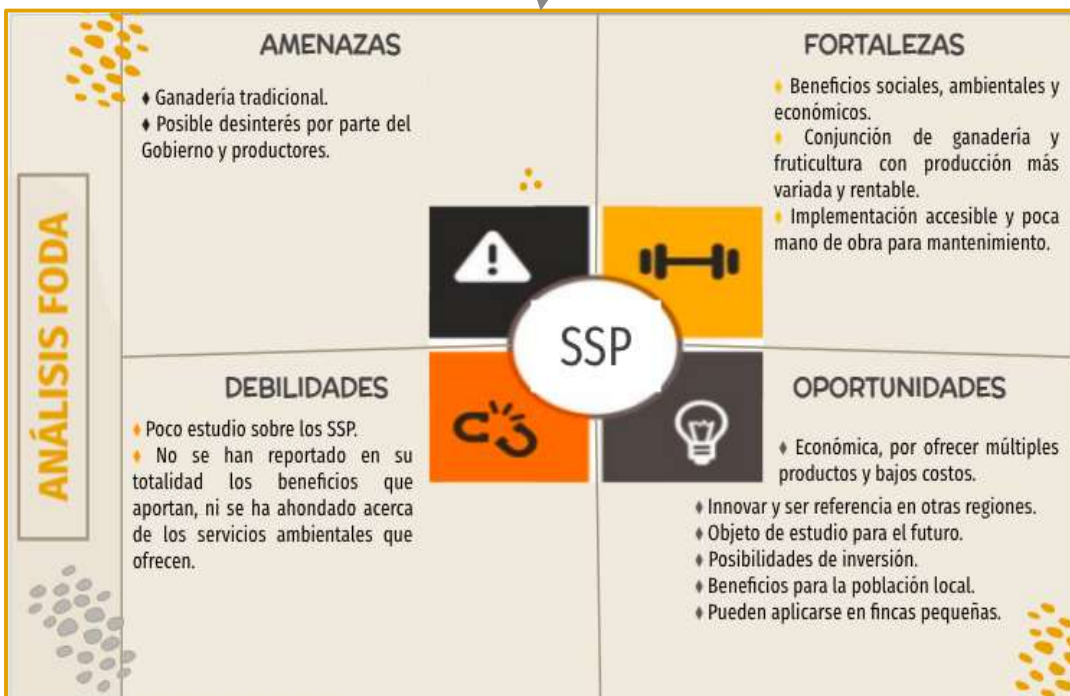 ANÁLISIS FODA
AMENAZAS
♦ Ganadería tradicional.
♦ Posible desinterés por parte del
Gobierno y productores.
FORTALEZAS
♦ Beneficios sociales, ambientales y
económicos.
♦ Conjunción de ganadería y
fruticultura con producción más
variada y rentable.
♦ Implementación accesible y poca
mano de obra para mantenimiento.
SSP
DEBILIDADES
♦ Poco estudio sobre los SSP.
♦ No se han reportado en su
totalidad los beneficios que
aportan, ni se ha ahondado acerca
de los servicios ambientales que
ofrecen.
OPORTUNIDADES
♦ Económica, por ofrecer múltiples
productos y bajos costos.
♦ Innovar y ser referencia en otras regiones.
♦ Objeto de estudio para el futuro.
♦ Posibilidades de inversión.
♦ Beneficios para la población local.
♦ Pueden aplicarse en fincas pequeñas.